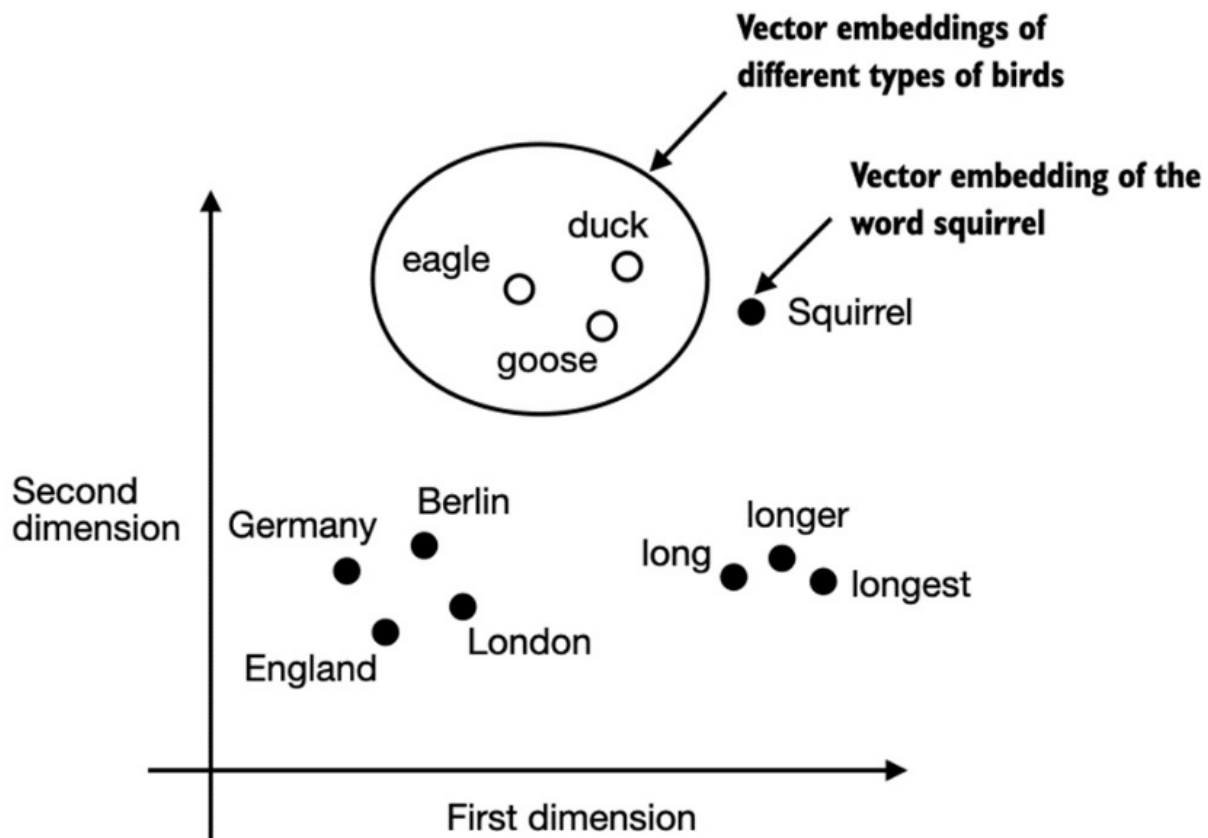 Vector embeddings of
different types of birds
Vector embedding of the
word squirrel
duck
eagle
goose
Squirrel
Second
dimension
Germany
Berlin
England
London
longer
long
longest
First dimension